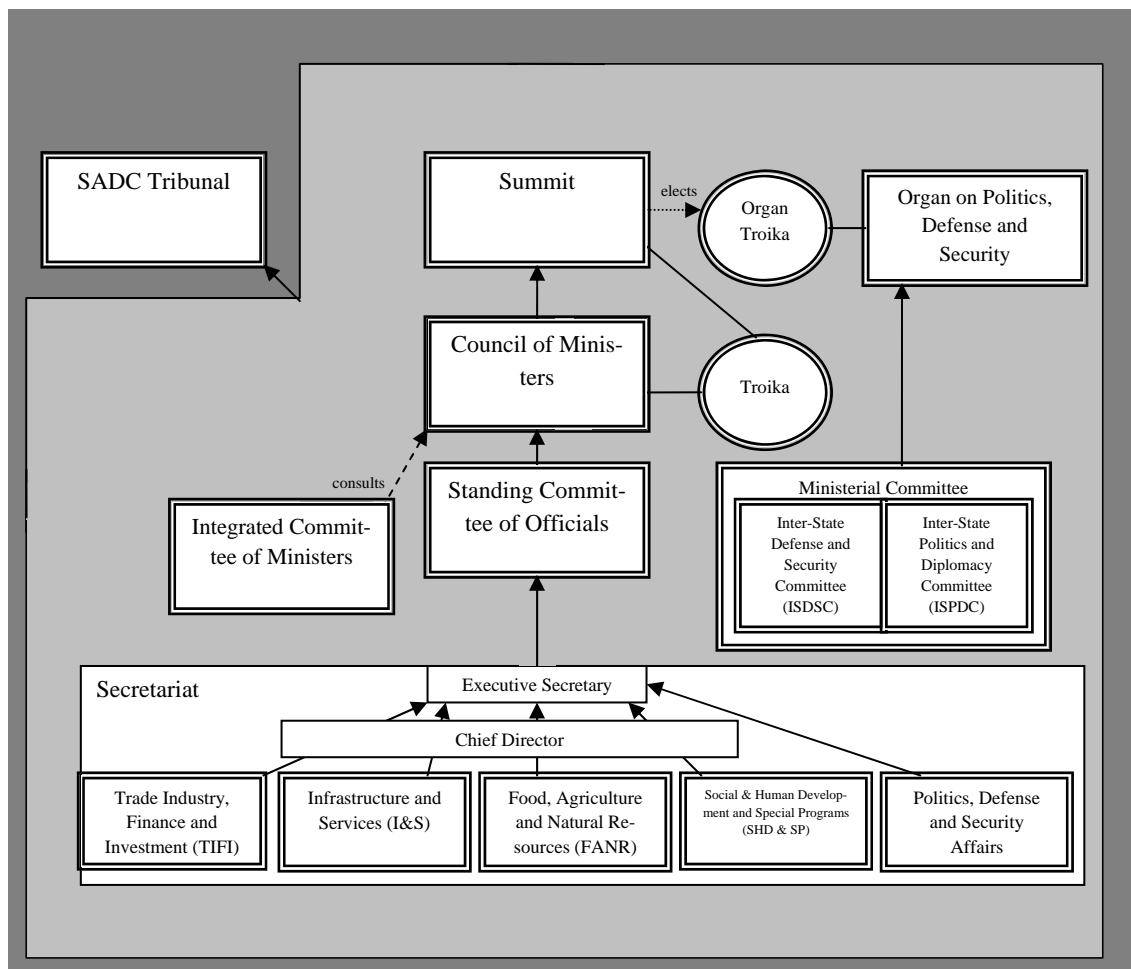 SADC Tribunal
Summit
elects
Organ
Troika
Organ on Politics,
Defense and
Security
Council of Minis-
ters
Troika
consults
Integrated Commit-
tee of Ministers
Standing Commit-
tee of Officials
Ministerial Committee
Inter-State
Defense and
Security
Committee
(ISDSC)
Inter-State
Politics and
Diplomacy
Committee
(ISPDC)
Secretariat
Executive Secretary
Chief Director
Trade Industry,
Finance and
Investment (TIFI)
Infrastructure and
Services (I&S)
Food, Agriculture
and Natural Re-
sources (FANR)
Social & Human Develop-
ment and Special Programs
(SHD & SP)
Politics, Defense
and Security
Affairs